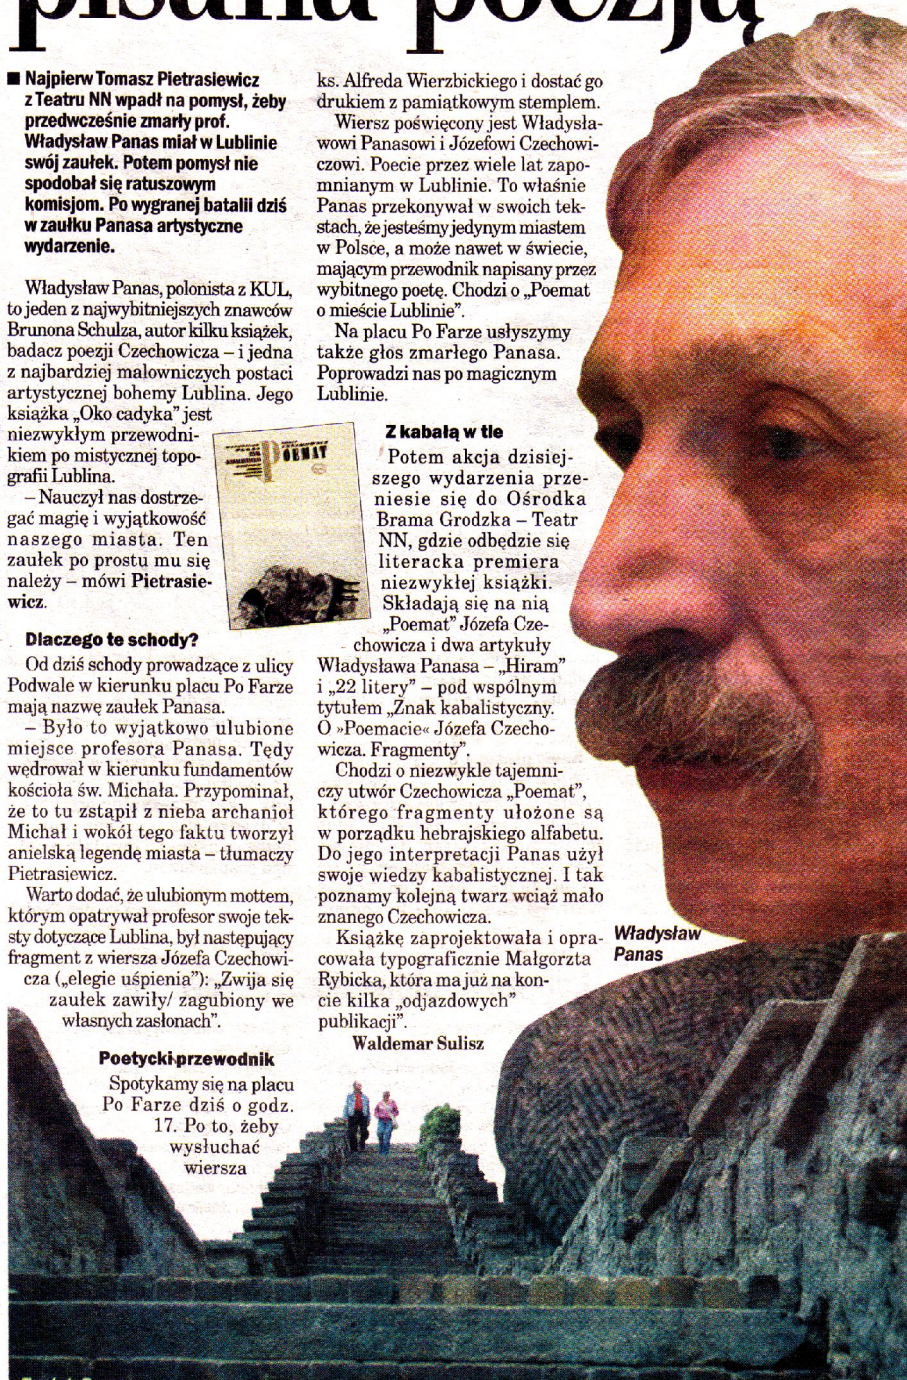 pisana poezją
■ Najpierw Tomasz Pietrasiewicz
z Teatru NN wpadł na pomysł, żeby
przedwcześnie zmarły prof.
Władysław Panas miał w Lublinie
swój zaułek. Potem pomysł nie
spodobał się ratuszowym
komisjom. Po wygranej batalii dziś
w zaułku Panasa artystyczne
wydarzenie.
Władysław Panas, polonista z KUL,
to jeden z najwybitniejszych znawców
Brunona Schulza, autor kilku książek,
badacz poezji Czechowicza – i jedna
z najbardziej malowniczych postaci
artystycznej bohemy Lublina. Jego
książka „Oko cadyka” jest
niezwykłym przewodni-
kiem po mistycznej topo-
grafii Lublina.
– Nauczył nas dostrze-
gać magię i wyjątkowość
naszego miasta. Ten
zaułek po prostu mu się
należy – mówi Pietrasie-
wicz.
Dlaczego te schody?
Od dziś schody prowadzące z ulicy
Podwale w kierunku placu Po Farze
mają nazwę zaułek Panasa.
– Było to wyjątkowo ulubione
miejsce profesora Panasa. Tędy
wędrował w kierunku fundamentów
kościoła św. Michała. Przypominał,
że to tu zstąpił z nieba archanioł
Michał i wokół tego faktu tworzył
anielską legendę miasta – tłumaczy
Pietrasiewicz.
Warto dodać, że ulubionym mottem,
którym opatrywał profesor swoje tek-
sty dotyczące Lublina, był następujący
fragment z wiersza Józefa Czechowi-
cza („elegie uśpienia”): „Zwija się
zaułek zawiły/ zagubiony we
własnych zasłonach”.
Poetycki przewodnik
Spotykamy się na placu
Po Farze dziś o godz.
17. Po to, żeby
wysłuchać
wiersza
ks. Alfreda Wierzbickiego i dostać go
drukiem z pamiątkowym stemplem.
Wiersz poświęcony jest Władysła-
wowi Panasowi i Józefowi Czechowi-
czowi. Poecie przez wiele lat zapo-
mnianym w Lublinie. To właśnie
Panas przekonywał w swoich tek-
stach, że jesteśmy jedynym miastem
w Polsce, a może nawet w świecie,
mającym przewodnik napisany przez
wybitnego poetę. Chodzi o „Poemat
o mieście Lublinie”.
Na placu Po Farze usłyszymy
także głos zmarłego Panasa.
Poprowadzi nas po magicznym
Lublinie.
POEMAT
Z kabałą w tle
Potem akcja dzisiej-
szego wydarzenia prze-
niesie się do Ośrodka
Brama Grodzka – Teatr
NN, gdzie odbędzie się
literacka premiera
niezwykłej książki.
Składają się na nią
„Poemat” Józefa Cze-
chowicza i dwa artykuły
Władysława Panasa – „Hiram”
i „22 litery” – pod wspólnym
tytułem „Znak kabalistyczny.
O »Poemacie« Józefa Czecho-
wicza. Fragmenty”.
Chodzi o niezwykle tajemni-
czy utwór Czechowicza „Poemat”,
którego fragmenty ułożone są
w porządku hebrajskiego alfabetu.
Do jego interpretacji Panas użył
swoje wiedzy kabalistycznej. I tak
poznamy kolejną twarz wciąż mało
znanego Czechowicza.
Książkę zaprojektowała i opra-
cowała typograficznie Małgorzta
Rybicka, która ma już na kon-
cie kilka „odjazdowych”
publikacji”.
Waldemar Sulisz
Władysław
Panas